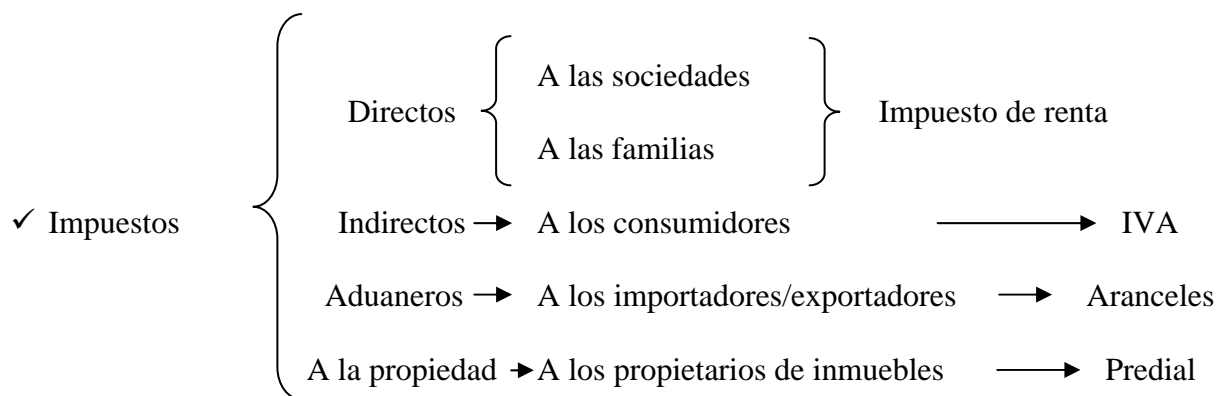 A las sociedades
Directos
Impuesto de renta
A las familias
✓ Impuestos
Indirectos → A los consumidores → IVA
Aduaneros → A los importadores/exportadores → Aranceles
A la propiedad → A los propietarios de inmuebles → Predial